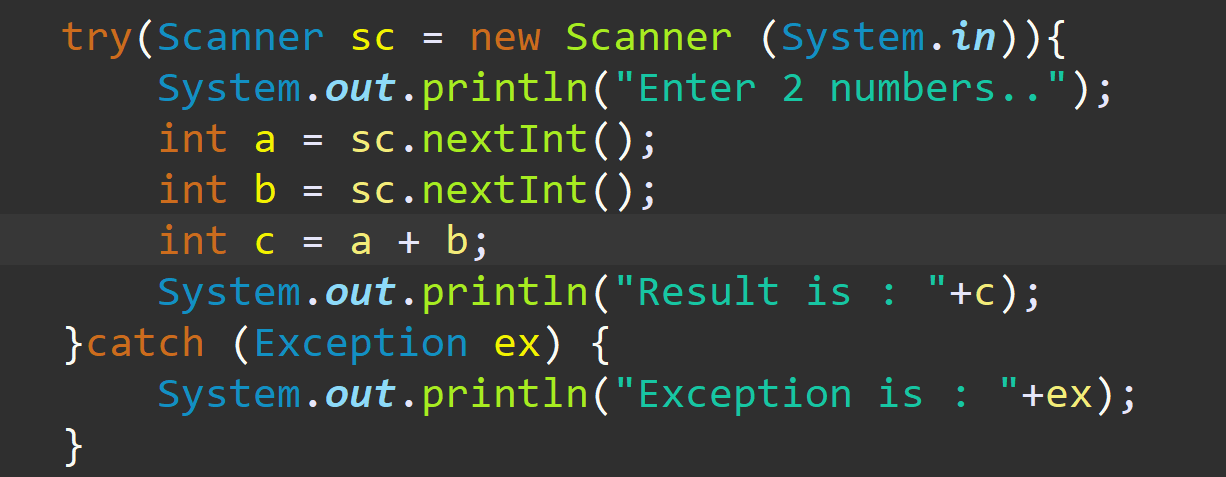 try(Scanner sc = new Scanner (System.in)){
    System.out.println("Enter 2 numbers..");
    int a = sc.nextInt();
    int b = sc.nextInt();
    int c = a + b;
    System.out.println("Result is : "+c);
}catch (Exception ex) {
    System.out.println("Exception is : "+ex);
}